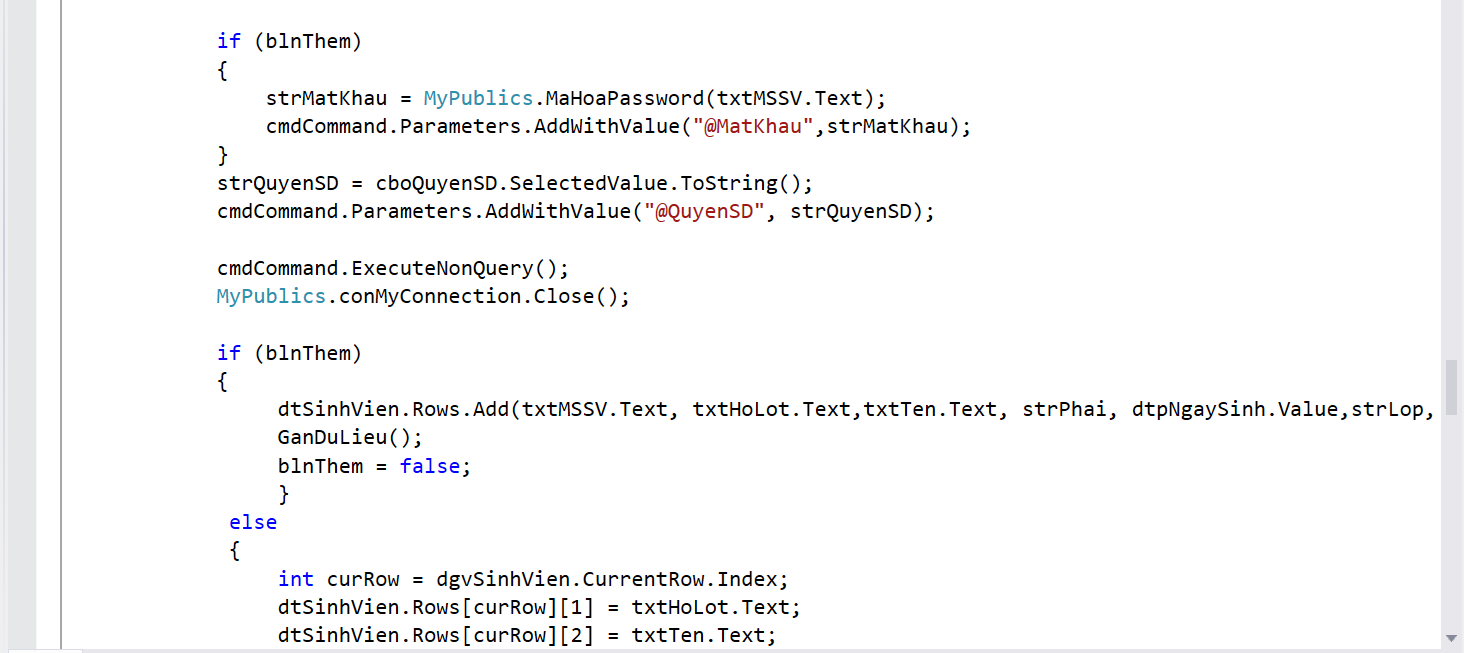 if (blnThem)
{
strMatKhau = MyPublics.MaHoaPassword(txtMSSV.Text);
cmdCommand.Parameters.AddWithValue("@MatKhau",strMatKhau);
}
strQuyenSD = cboQuyenSD.SelectedValue.ToString();
cmdCommand.Parameters.AddWithValue("@QuyenSD", strQuyenSD);
cmdCommand.ExecuteNonQuery();
MyPublics.conMyConnection.Close();
if (blnThem)
{
dtSinhVien.Rows.Add(txtMSSV.Text, txtHoLot.Text,txtTen.Text, strPhai, dtpNgaySinh.Value,strLop,
GanDuLieu();
blnThem = false;
}
else
{
int curRow = dgvSinhVien.CurrentRow.Index;
dtSinhVien.Rows[curRow][1] = txtHoLot.Text;
dtSinhVien.Rows[curRow][2] = txtTen.Text;